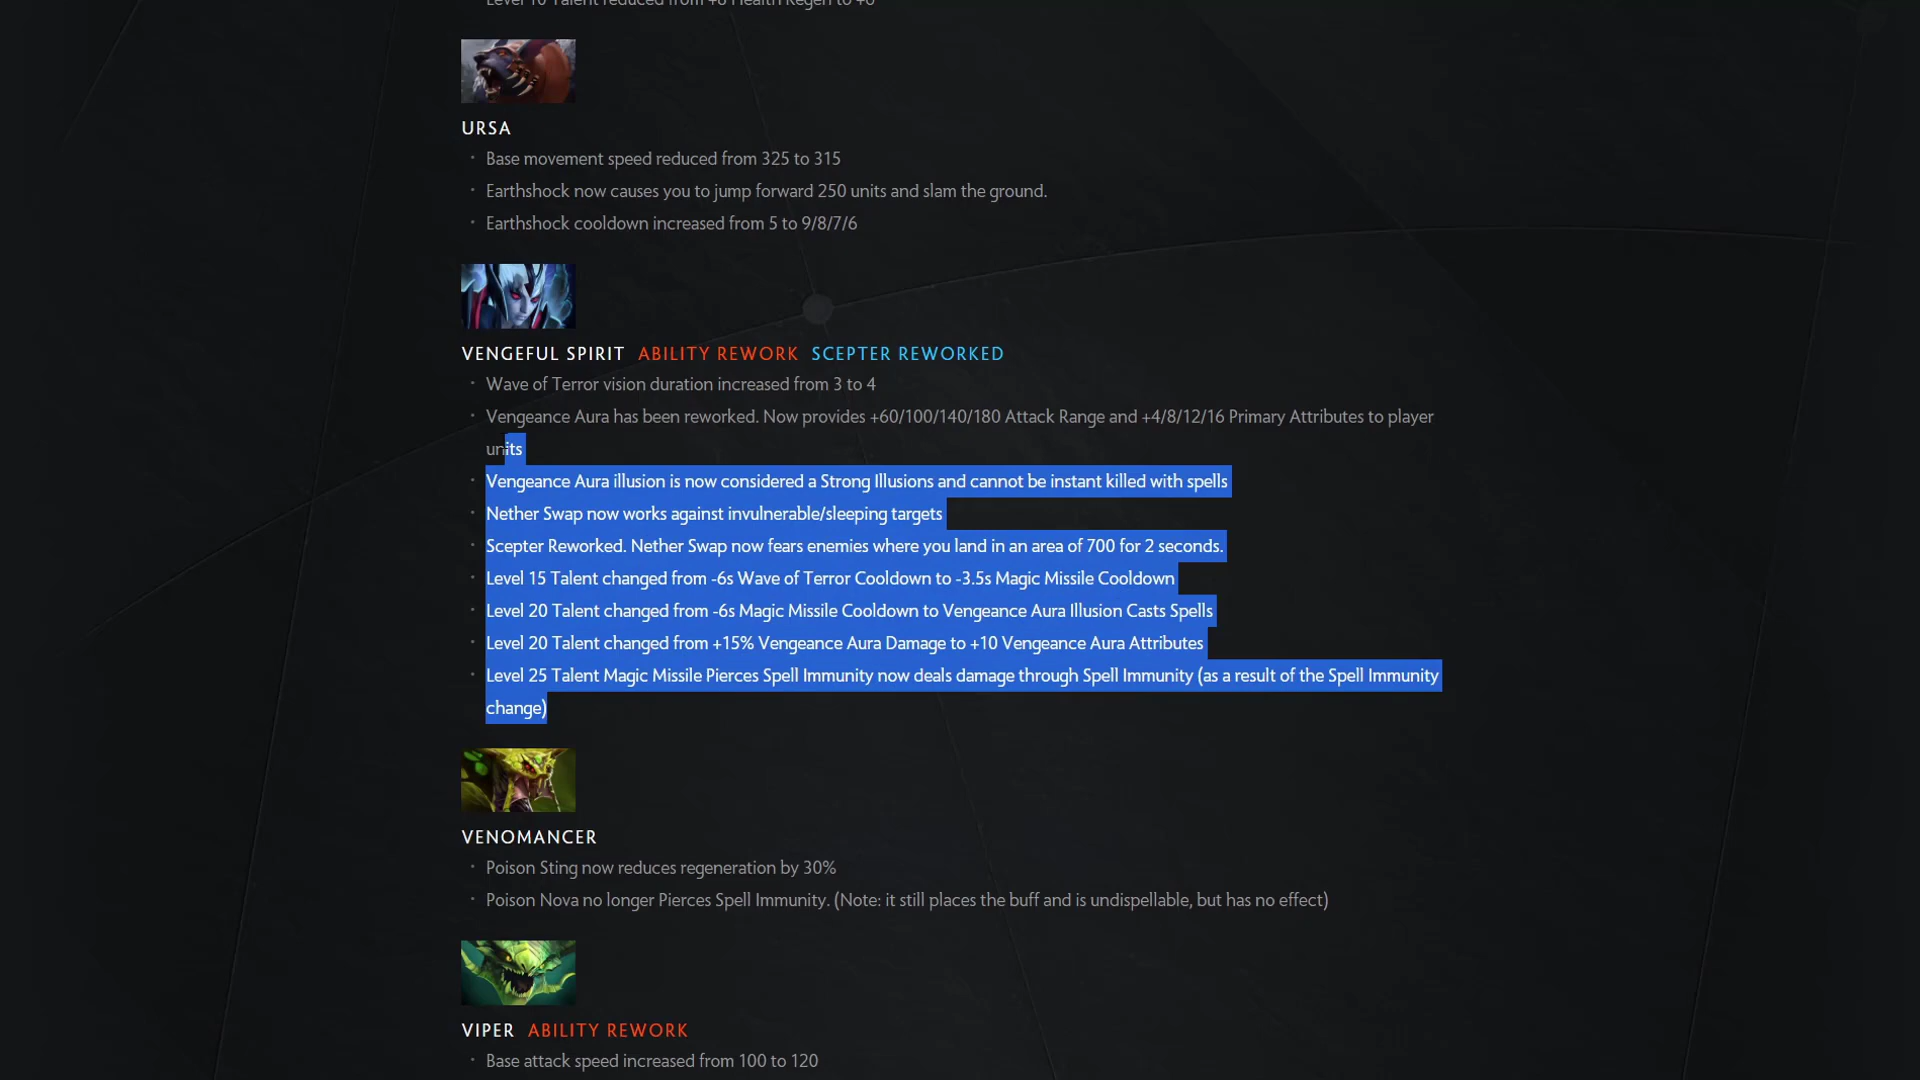 Level 10 Talent reduced from +8 Health Regen to +6
URSA
Base movement speed reduced from 325 to 315
Earthshock now causes you to jump forward 250 units and slam the ground.
Earthshock cooldown increased from 5 to 9/8/7/6
VENGEFUL SPIRIT ABILITY REWORK SCEPTER REWORKED
Wave of Terror vision duration increased from 3 to 4
Vengeance Aura has been reworked. Now provides +60/100/140/180 Attack Range and +4/8/12/16 Primary Attributes to player
units
Vengeance Aura illusion is now considered a Strong Illusions and cannot be instant killed with spells
Nether Swap now works against invulnerable/sleeping targets
Scepter Reworked. Nether Swap now fears enemies where you land in an area of 700 for 2 seconds.
Level 15 Talent changed from -6s Wave of Terror Cooldown to -3.5s Magic Missile Cooldown
Level 20 Talent changed from -6s Magic Missile Cooldown to Vengeance Aura Illusion Casts Spells
Level 20 Talent changed from +15% Vengeance Aura Damage to +10 Vengeance Aura Attributes
Level 25 Talent Magic Missile Pierces Spell Immunity now deals damage through Spell Immunity (as a result of the Spell Immunity
change)
VENOMANCER
Poison Sting now reduces regeneration by 30%
Poison Nova no longer Pierces Spell Immunity. (Note: it still places the buff and is undispellable, but has no effect)
VIPER ABILITY REWORK
Base attack speed increased from 100 to 120